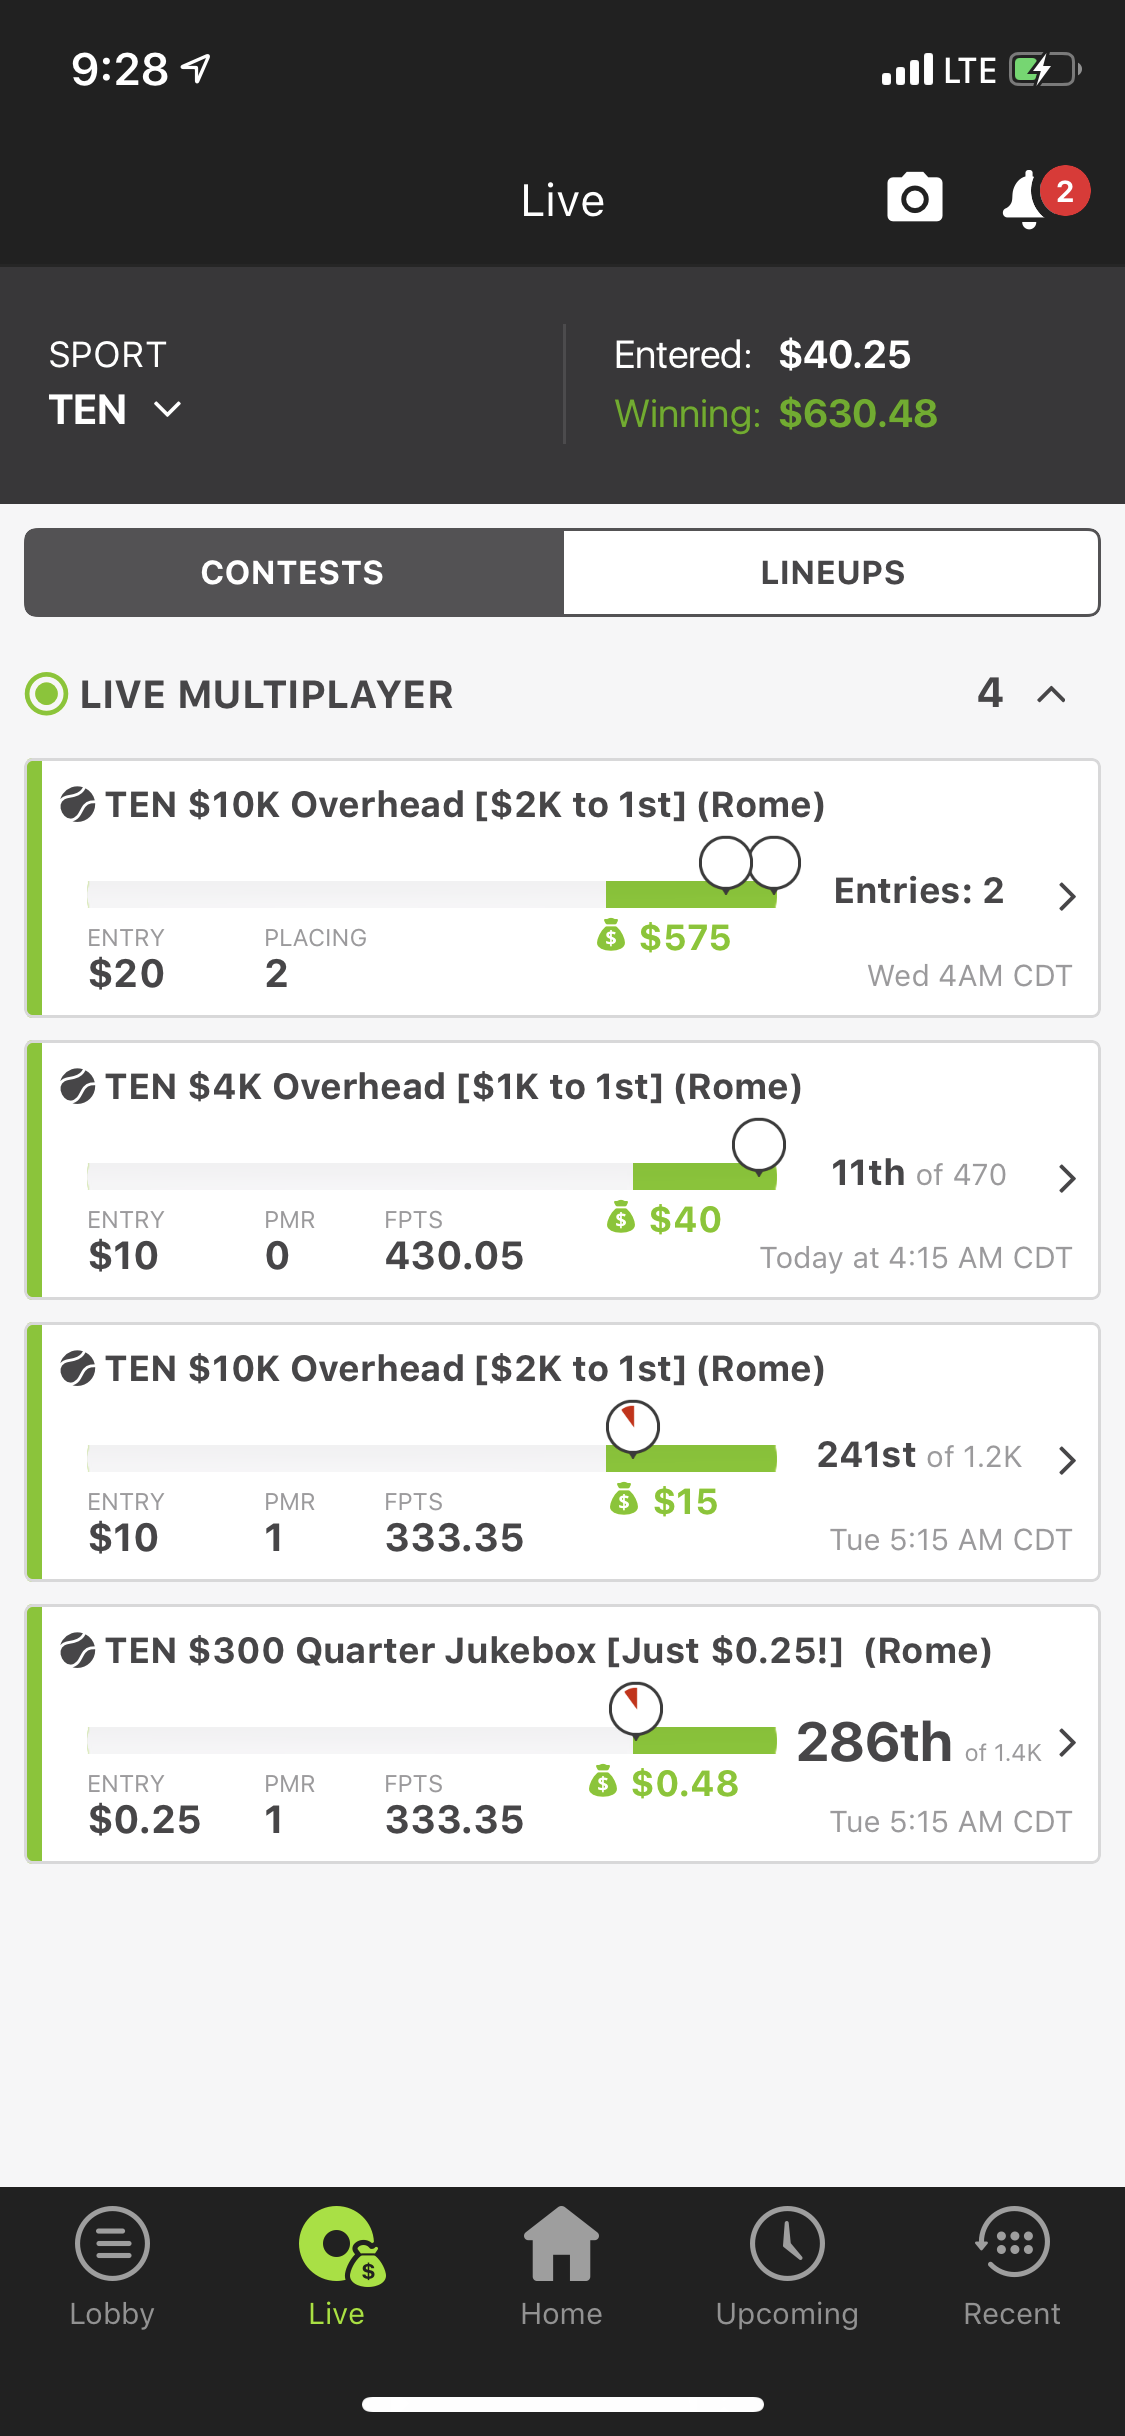 9:28
LTE
Live
2
SPORT
TEN
Entered: $40.25
Winning: $630.48
CONTESTS
LINEUPS
LIVE MULTIPLAYER
4
TEN $10K Overhead [$2K to 1st] (Rome)
Entries: 2
$575
ENTRY
$20
PLACING
2
Wed 4AM CDT
TEN $4K Overhead [$1K to 1st] (Rome)
11th of 470
$40
ENTRY
$10
PMR
0
FPTS
430.05
Today at 4:15 AM CDT
TEN $10K Overhead [$2K to 1st] (Rome)
241st of 1.2K
$15
ENTRY
$10
PMR
1
FPTS
333.35
Tue 5:15 AM CDT
TEN $300 Quarter Jukebox [Just $0.25!] (Rome)
286th of 1.4K
$0.48
ENTRY
$0.25
PMR
1
FPTS
333.35
Tue 5:15 AM CDT
Lobby
Live
Home
Upcoming
Recent